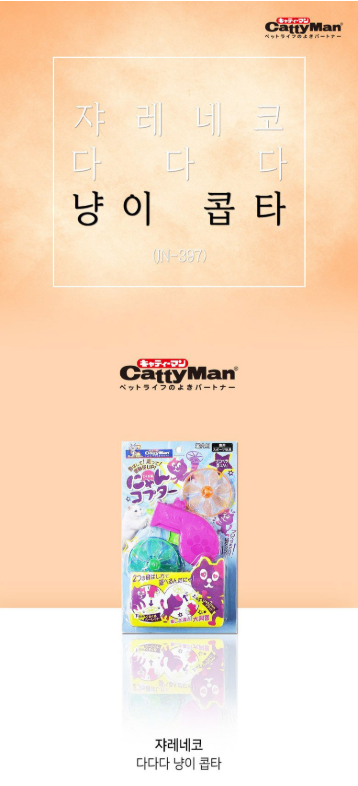 キャティーマン
CattyMan®
ペットライフのよきパートナー
쟈 레 네 코
다 다 다
냥 이 콥 타
(IN-397)
キャティーマン
CattyMan®
ペットライフのよきパートナー
CattyMan
にゃん
コプター
쟈레네코
다다다 냥이 콥타